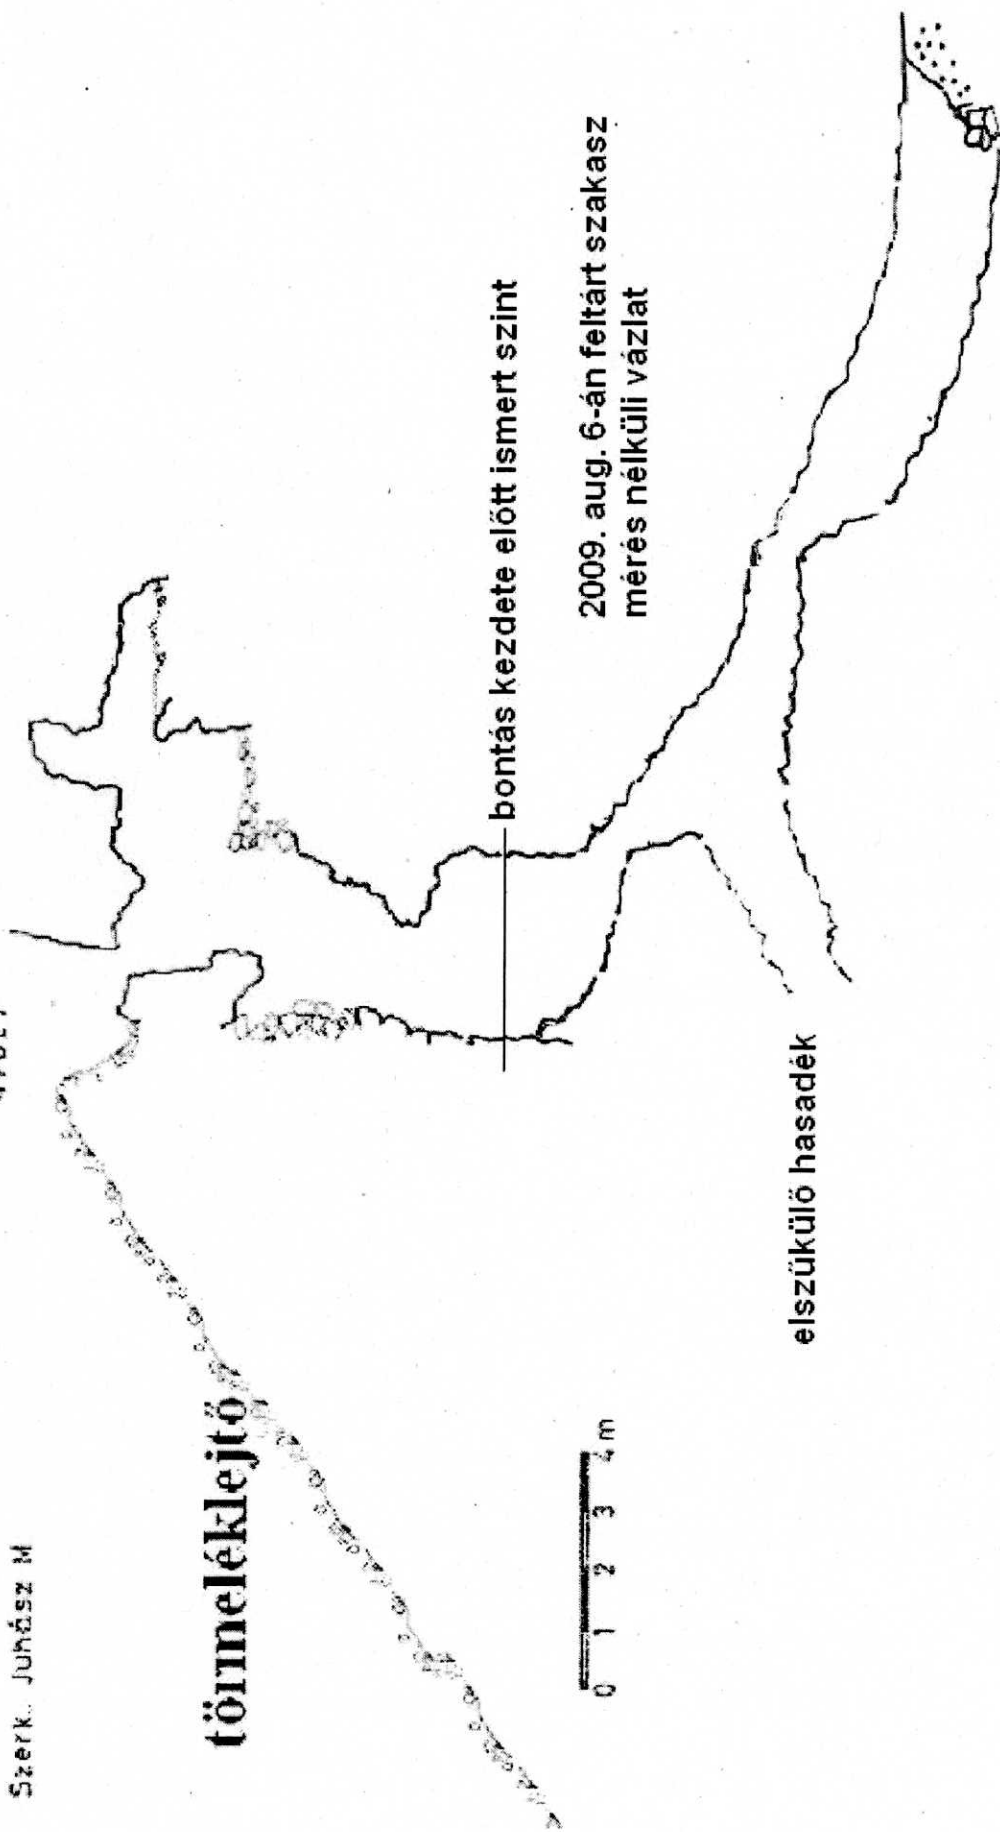 Szerk. Juhász M
törmeléklejtő
bontás kezdete előtt ismert szint
2009. aug. 6-án feltárt szakasz
mérés nélküli vázlat
0 1 2 3 4 m
elszűkülő hasadék